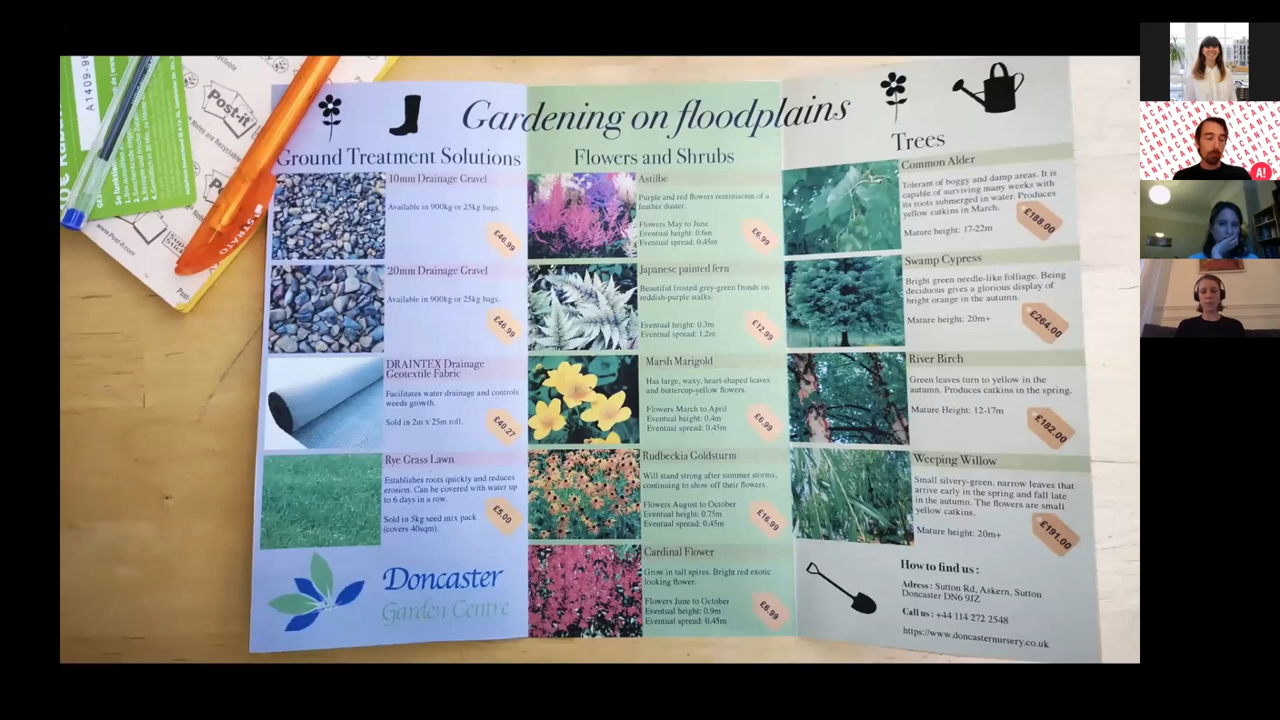 Gardening on floodplains
Ground Treatment Solutions
10mm Drainage Gravel
Available in 900kg or 25kg bags.
£46.99
20mm Drainage Gravel
Available in 900kg or 25kg bags.
£46.99
DRAINTEX Drainage
Geotextile Fabric
Facilitates water drainage and controls
weeds growth.
Sold in 2m x 25m roll.
£40.27
Rye Grass Lawn
Establishes roots quickly and reduces
erosion. Can be covered with water up
to 6 days in a row.
Sold in 5kg seed mix pack
(covers 40sqm).
£5.00
Doncaster
Garden Centre
Flowers and Shrubs
Astilbe
Purple and red flowers reminiscent of a
feather duster.
Flowers May to June
Eventual height: 0.6m
Eventual spread: 0.45m
£6.99
Japanese painted fern
Beautiful frosted grey-green fronds on
reddish-purple stalks.
Eventual height: 0.3m
Eventual spread: 1.2m
£12.99
Marsh Marigold
Has large, waxy, heart-shaped leaves
and buttercup-yellow flowers.
Flowers March to April
Eventual height: 0.4m
Eventual spread: 0.45m
£6.99
Rudbeckia Goldsturm
Will stand strong after summer storms,
continuing to show off their flowers.
Flowers August to October
Eventual height: 0.75m
Eventual spread: 0.45m
£16.99
Cardinal Flower
Grow in tall spires. Bright red exotic
looking flower.
Flowers June to October
Eventual height: 0.9m
Eventual spread: 0.45m
£6.99
Trees
Common Alder
Tolerant of boggy and damp areas. It is
capable of surviving many weeks with
its roots submerged in water. Produces
yellow catkins in March.
Mature height: 17-22m
£188.00
Swamp Cypress
Bright green needle-like folliage. Being
deciduous gives a glorious display of
bright orange in the autumn.
Mature height: 20m+
£264.00
River Birch
Green leaves turn to yellow in the
autumn. Produces catkins in the spring.
Mature Height: 12-17m
£182.00
Weeping Willow
Small silvery-green, narrow leaves that
arrive early in the spring and fall late
in the autumn. The flowers are small
yellow catkins.
Mature height: 20m+
£191.00
How to find us :
Adress : Sutton Rd, Askern, Sutton
Doncaster DN6 9JZ
Call us : +44 114 272 2548
https://www.doncasternursery.co.uk
Post-it
www.Post-it.com
STRATO
A1409-9
So funktion
A!